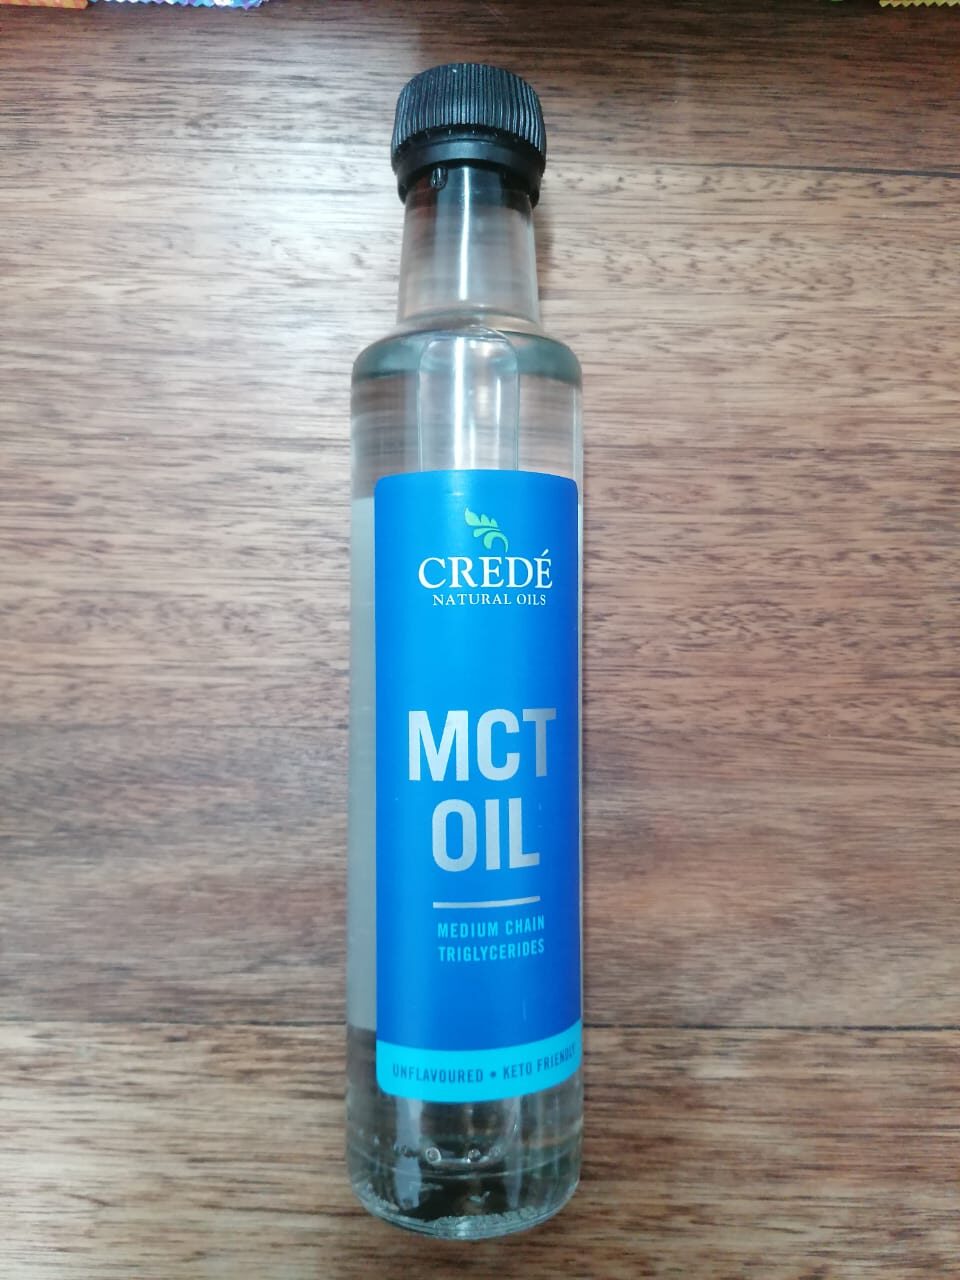 CREDÉ
NATURAL OILS
MCT
OIL
MEDIUM CHAIN
TRIGLYCERIDES
UNFLAVOURED • KETO FRIENDLY